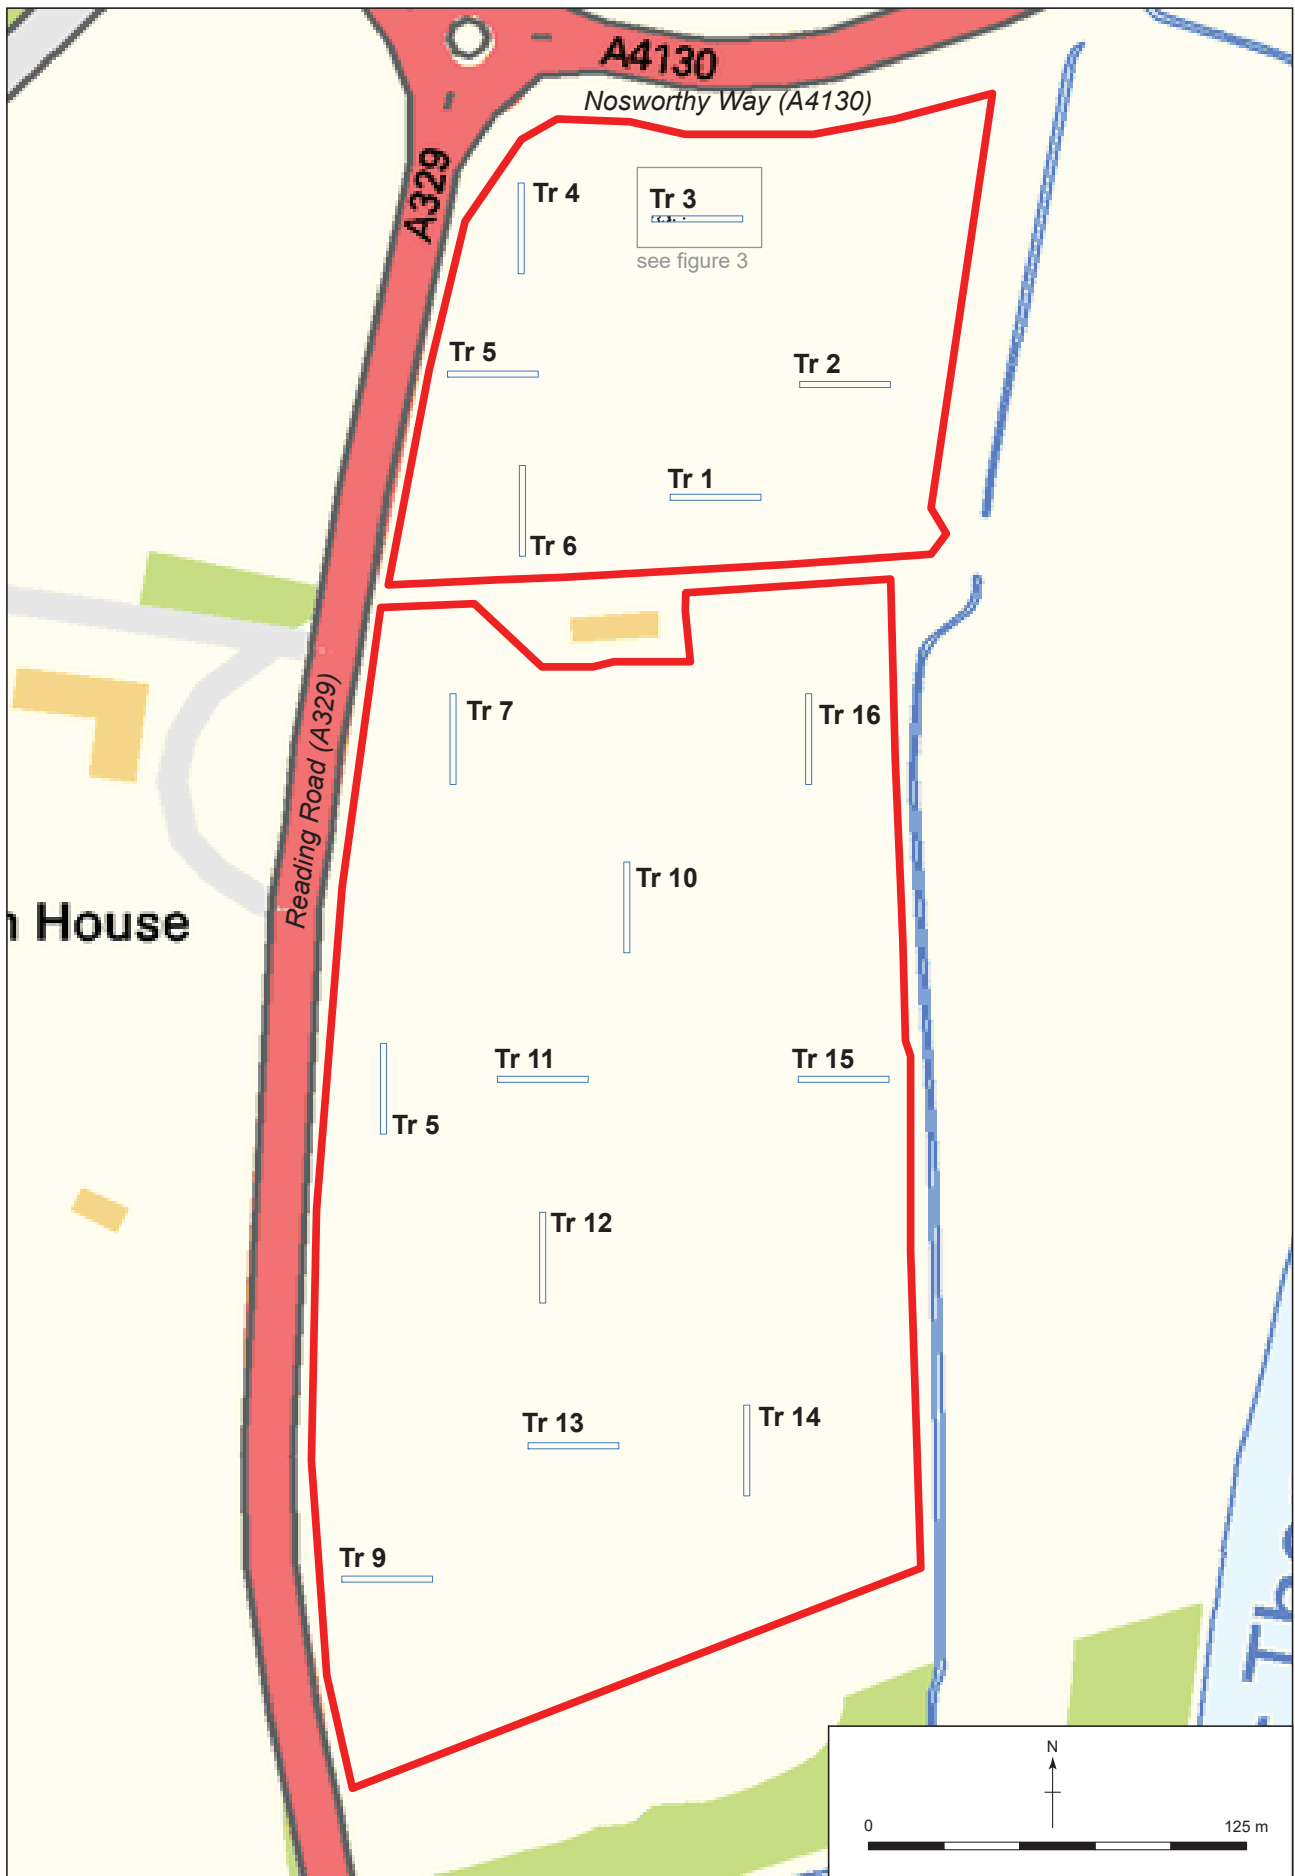 A4130
Nosworthy Way (A4130)
A329
Tr 4
Tr 3
see figure 3
Tr 5
Tr 2
Tr 1
Tr 6
Reading Road (A329)
Tr 7
Tr 16
Tr 10
n House
Tr 11
Tr 15
Tr 5
Tr 12
Tr 13
Tr 14
Tr 9
N
0 125 m